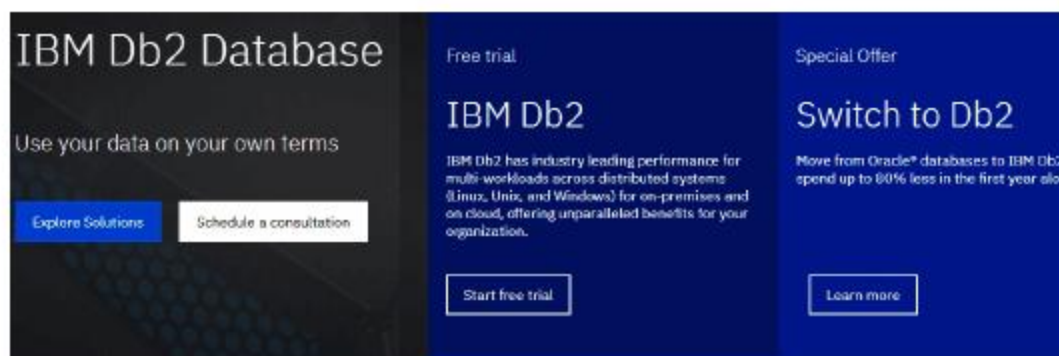 IBM Db2 Database
Use your data on your own terms
Explore Solutions
Schedule a consultation
Free trial
IBM Db2
IBM Db2 has industry leading performance for
multi-workloads across distributed systems
(Linux, Unix, and Windows) for on-premises and
on cloud, offering unparalleled benefits for your
organization.
Start free trial
Special Offer
Switch to Db2
Move from Oracle® databases to IBM Db2
spend up to 80% less in the first year alo
Learn more